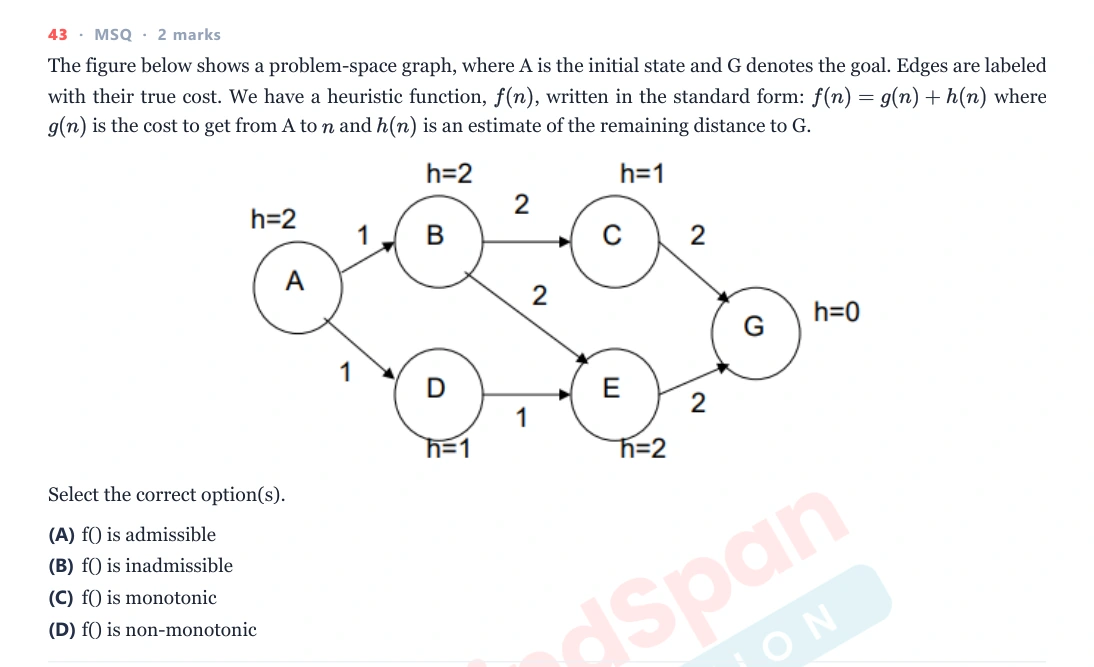 43 · MSQ · 2 marks
The figure below shows a problem-space graph, where A is the initial state and G denotes the goal. Edges are labeled
with their true cost. We have a heuristic function, f(n), written in the standard form: f(n) = g(n) + h(n) where
g(n) is the cost to get from A to n and h(n) is an estimate of the remaining distance to G.
h=2
h=1
2
h=2
1
B
C
2
A
2
h=0
G
1
D
E
2
1
h=1
h=2
Select the correct option(s).
(A) f() is admissible
(B) f() is inadmissible
(C) f() is monotonic
(D) f() is non-monotonic